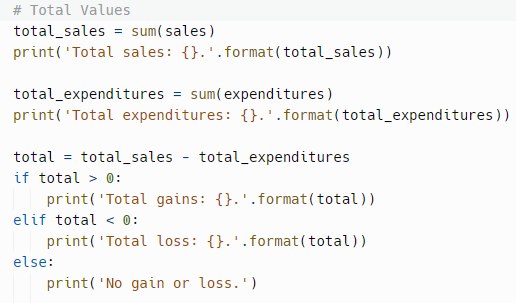 # Total Values
total_sales = sum(sales)
print('Total sales: {}.'.format(total_sales))

total_expenditures = sum(expenditures)
print('Total expenditures: {}.'.format(total_expenditures))

total = total_sales - total_expenditures
if total > 0:
    print('Total gains: {}.'.format(total))
elif total < 0:
    print('Total loss: {}.'.format(total))
else:
    print('No gain or loss.')